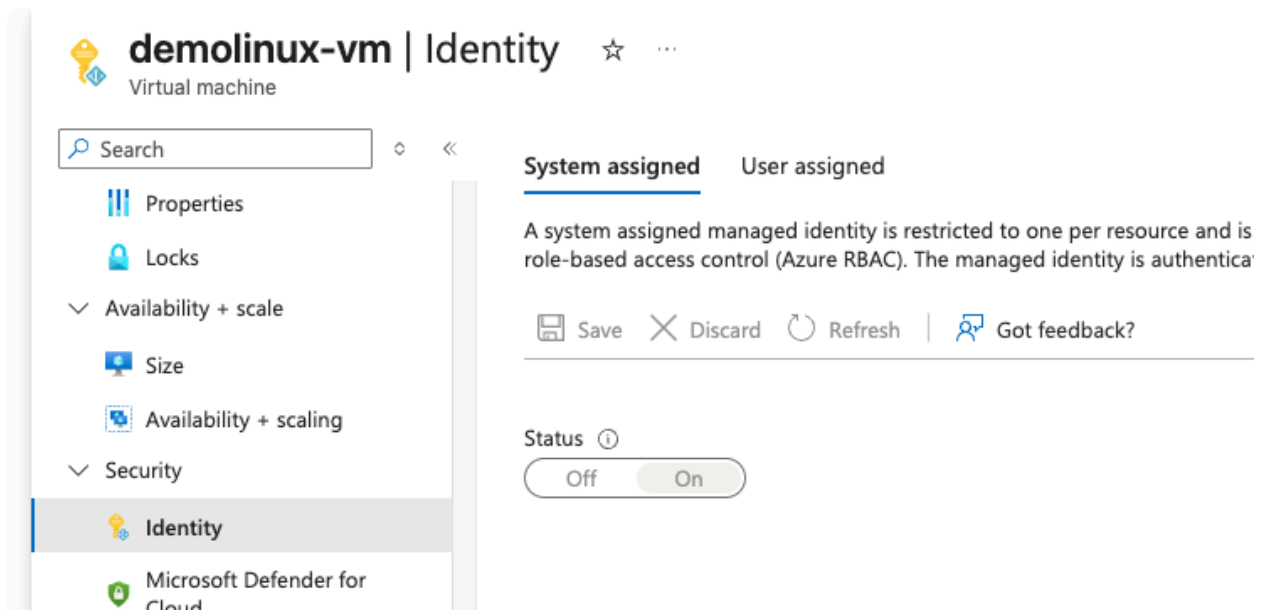 demolinux-vm | Identity
Virtual machine
Search
Properties
Locks
Availability + scale
Size
Availability + scaling
Security
Identity
Microsoft Defender for
Cloud
System assigned
User assigned
A system assigned managed identity is restricted to one per resource and is
role-based access control (Azure RBAC). The managed identity is authentica
Save
Discard
Refresh
Got feedback?
Status
Off
On